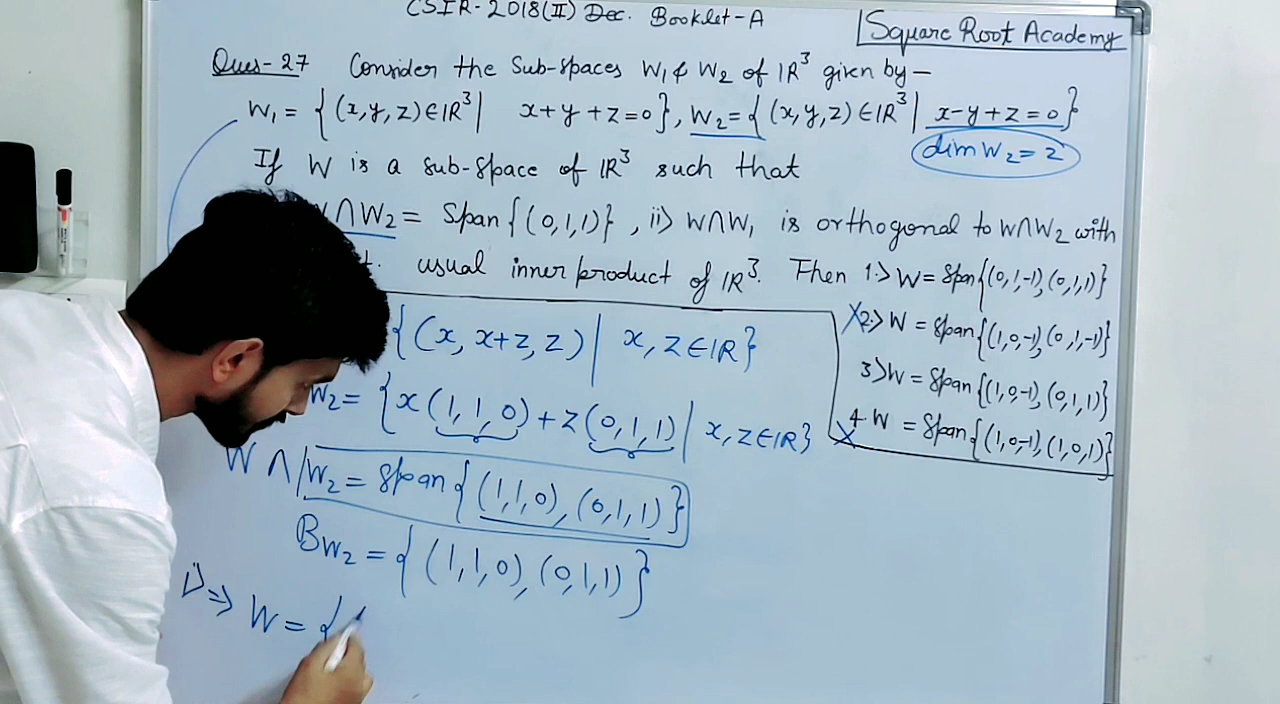 CSIR-2018(II) Dec. Booklet-A
Square Root Academy
Ques-27 Consider the Sub-spaces W₁ & W₂ of IR³ given by—
W₁ = {(x,y,z)∈IR³ | x+y+z=0}, W₂={(x,y,z)∈IR³ | x-y+z=0}
dim W₂=2
If W is a sub-space of IR³ such that
W∩W₂ = Span{(0,1,1)}, ii> W∩W₁ is orthogonal to W∩W₂ with
t. usual inner product of IR³. Then 1.> W=Span{(0,1,-1),(0,1,1)}
X2.> W = Span{(1,0,-1),(0,1,-1)}
3>W = Span{(1,0,-1),(0,1,1)}
X4 W = Span{(1,0,-1),(1,0,1)}
{(x, x+z, z) | x, z∈IR}
W₂= {x(1,1,0)+z(0,1,1) | x, z∈IR}
W ∩ W₂ = Span{(1,1,0),(0,1,1)}
B_{W₂} = {(1,1,0),(0,1,1)}
i> ⇒ W = {